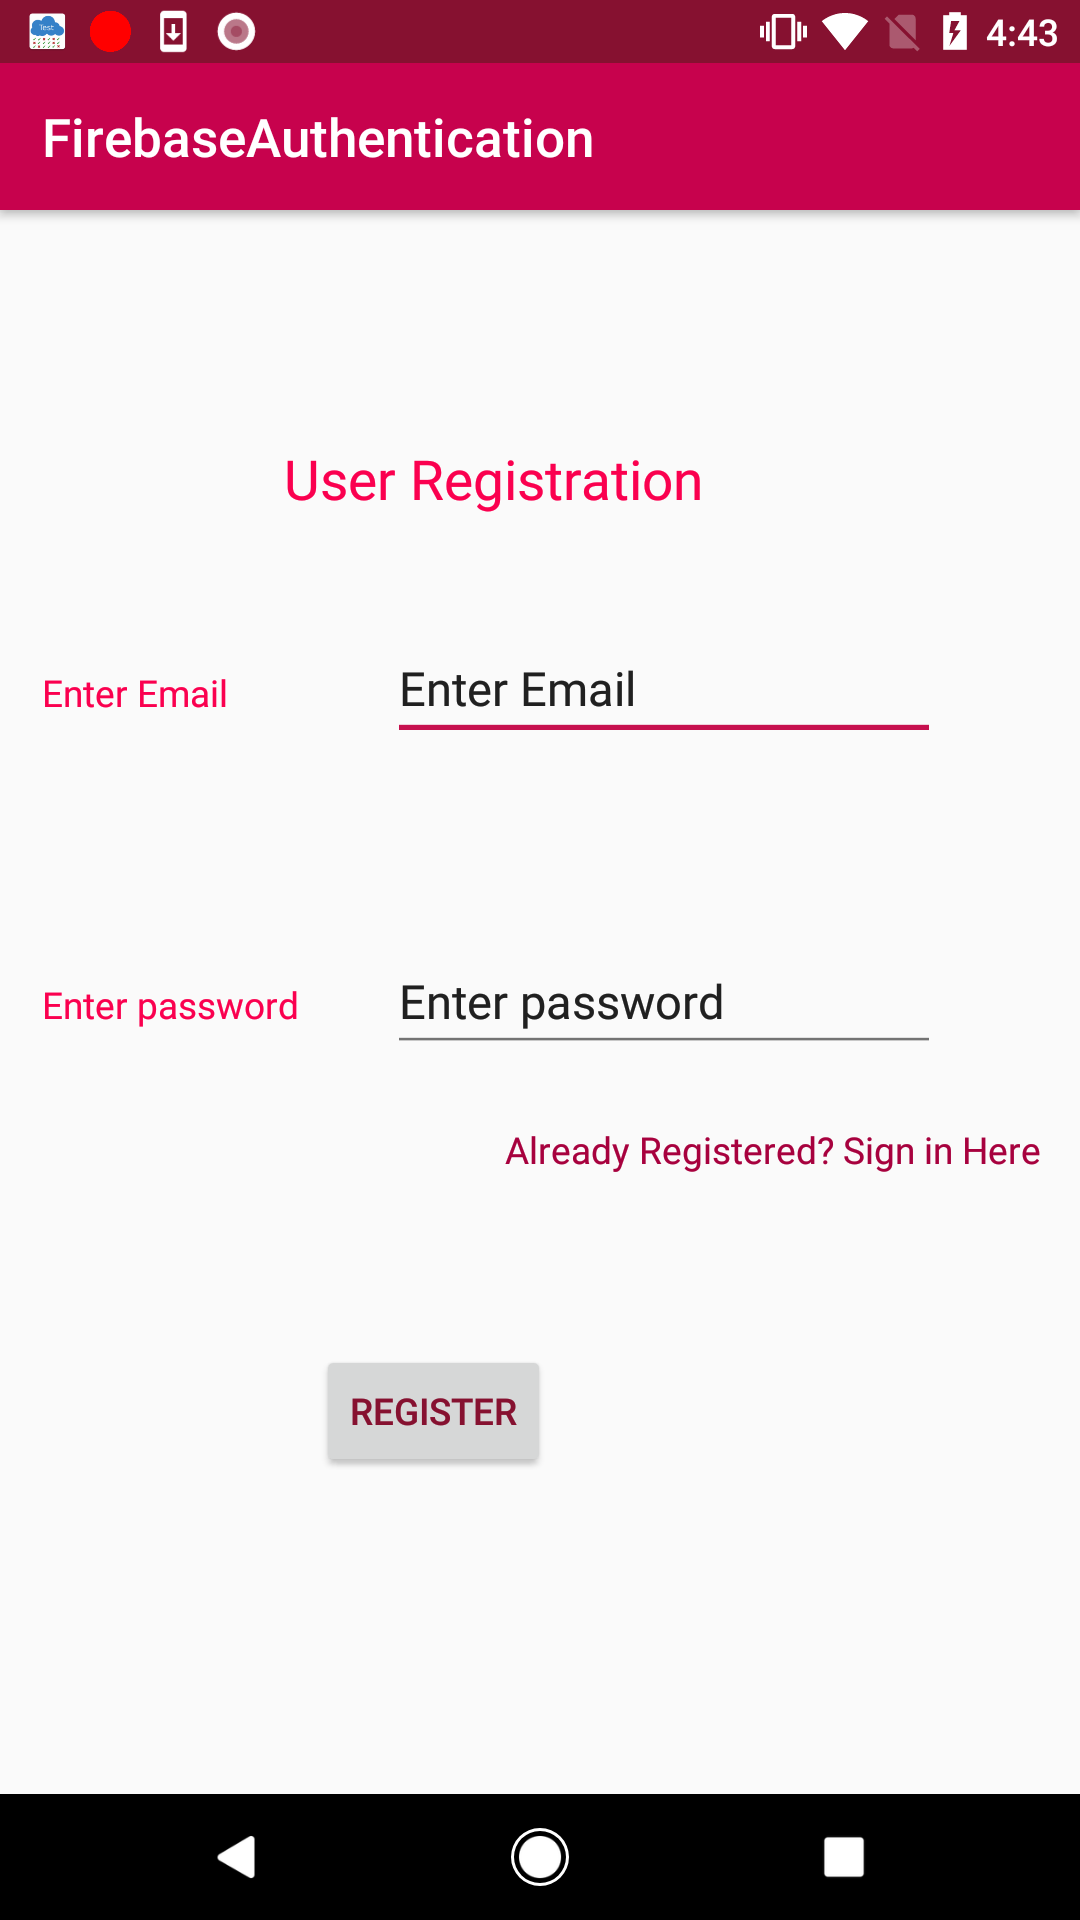 Test
4:43
FirebaseAuthentication
User Registration
Enter Email
Enter Email
Enter password
Enter password
Already Registered? Sign in Here
REGISTER